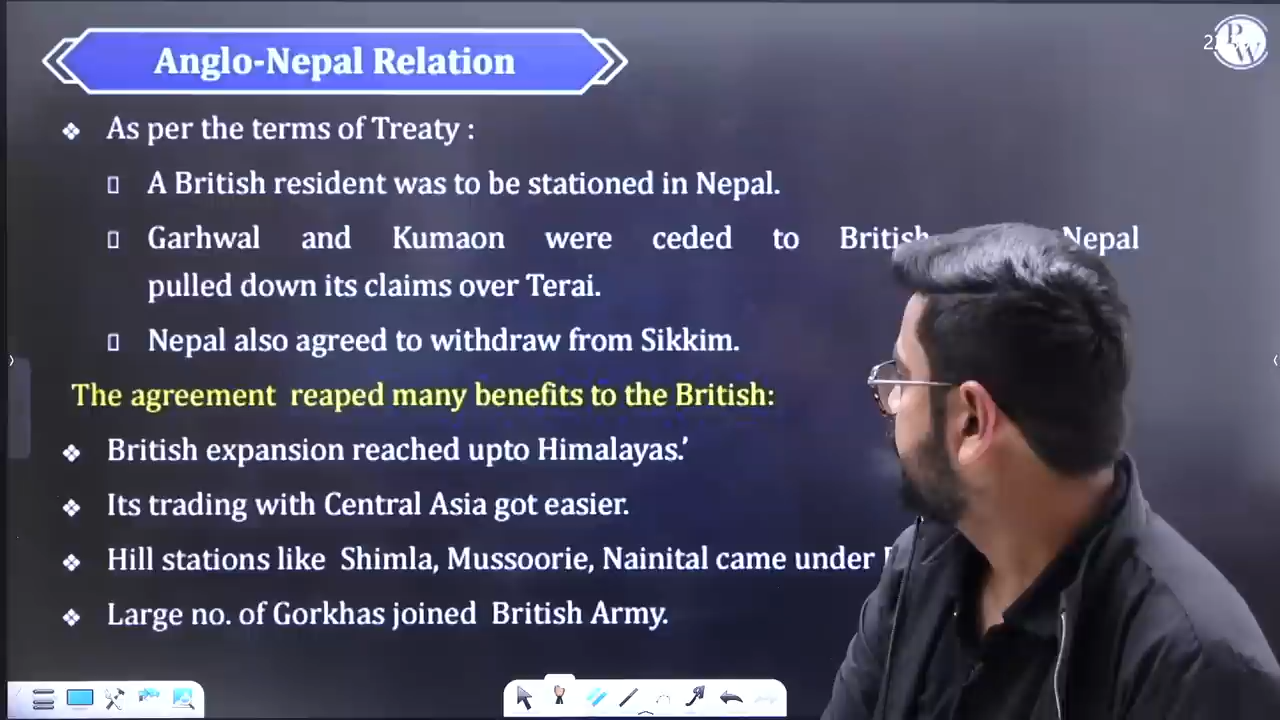 Anglo-Nepal Relation
PW
As per the terms of Treaty :
A British resident was to be stationed in Nepal.
Garhwal and Kumaon were ceded to British Nepal
pulled down its claims over Terai.
Nepal also agreed to withdraw from Sikkim.
The agreement reaped many benefits to the British:
British expansion reached upto Himalayas.’
Its trading with Central Asia got easier.
Hill stations like Shimla, Mussoorie, Nainital came under
Large no. of Gorkhas joined British Army.